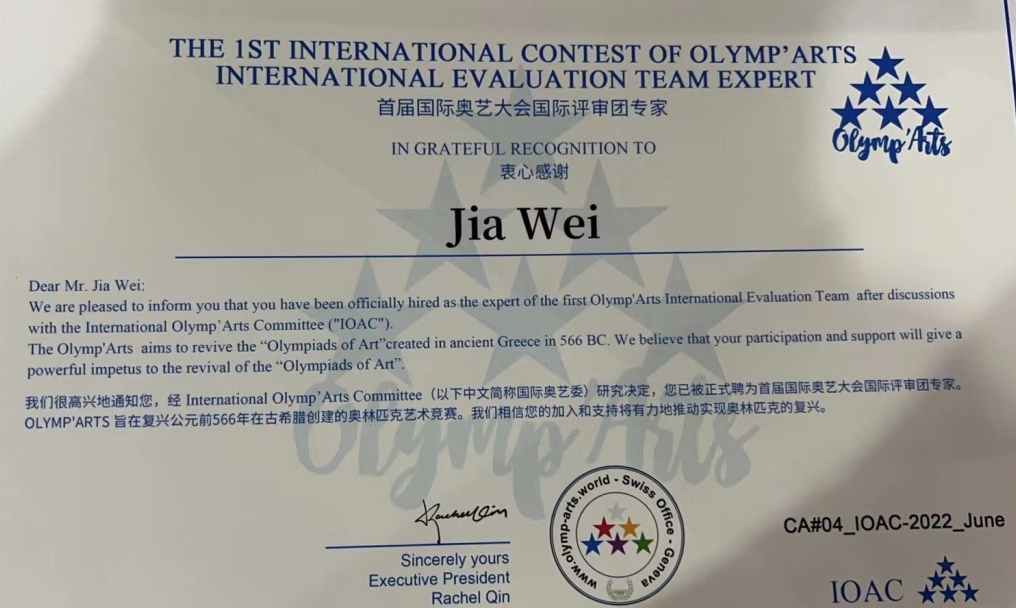 THE 1ST INTERNATIONAL CONTEST OF OLYMP'ARTS
INTERNATIONAL EVALUATION TEAM EXPERT
首届国际奥艺大会国际评审团专家
Olymp'Arts
IN GRATEFUL RECOGNITION TO
衷心感谢
Jia Wei
Dear Mr. Jia Wei:
We are pleased to inform you that you have been officially hired as the expert of the first Olymp'Arts International Evaluation Team after discussions
with the International Olymp'Arts Committee ("IOAC").
The Olymp'Arts aims to revive the “Olympiads of Art”created in ancient Greece in 566 BC. We believe that your participation and support will give a
powerful impetus to the revival of the “Olympiads of Art”.
我们很高兴地通知您，经 International Olymp'Arts Committee（以下中文简称国际奥艺委）研究决定，您已被正式聘为首届国际奥艺大会国际评审团专家。
OLYMP'ARTS 旨在复兴公元前566年在古希腊创建的奥林匹克艺术竞赛。我们相信您的加入和支持将有力地推动实现奥林匹克的复兴。
Olymp'Arts
Rachel Qin
Sincerely yours
Executive President
Rachel Qin
www.olymp-arts.world - Swiss Office - Geneva
CA#04_IOAC-2022_June
IOAC